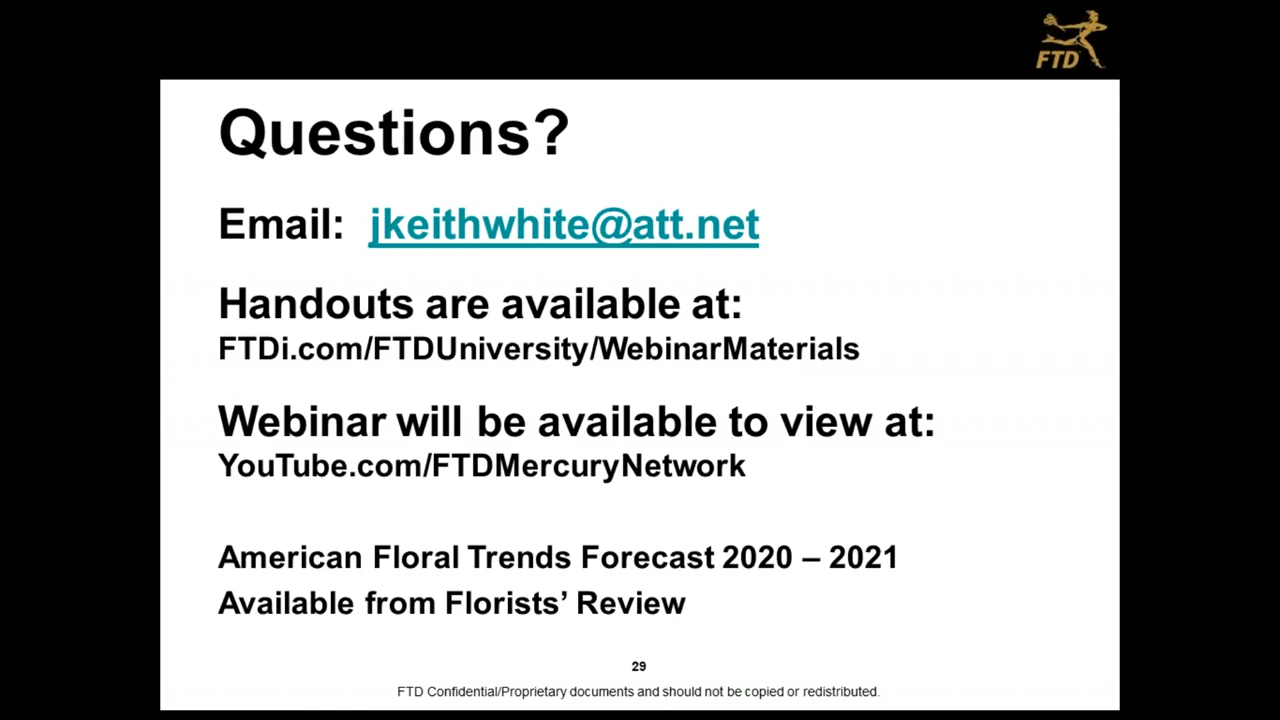 FTD
Questions?
Email: jkeithwhite@att.net
Handouts are available at:
FTDi.com/FTDUniversity/WebinarMaterials
Webinar will be available to view at:
YouTube.com/FTDMercuryNetwork
American Floral Trends Forecast 2020 – 2021
Available from Florists’ Review
29
FTD Confidential/Proprietary documents and should not be copied or redistributed.